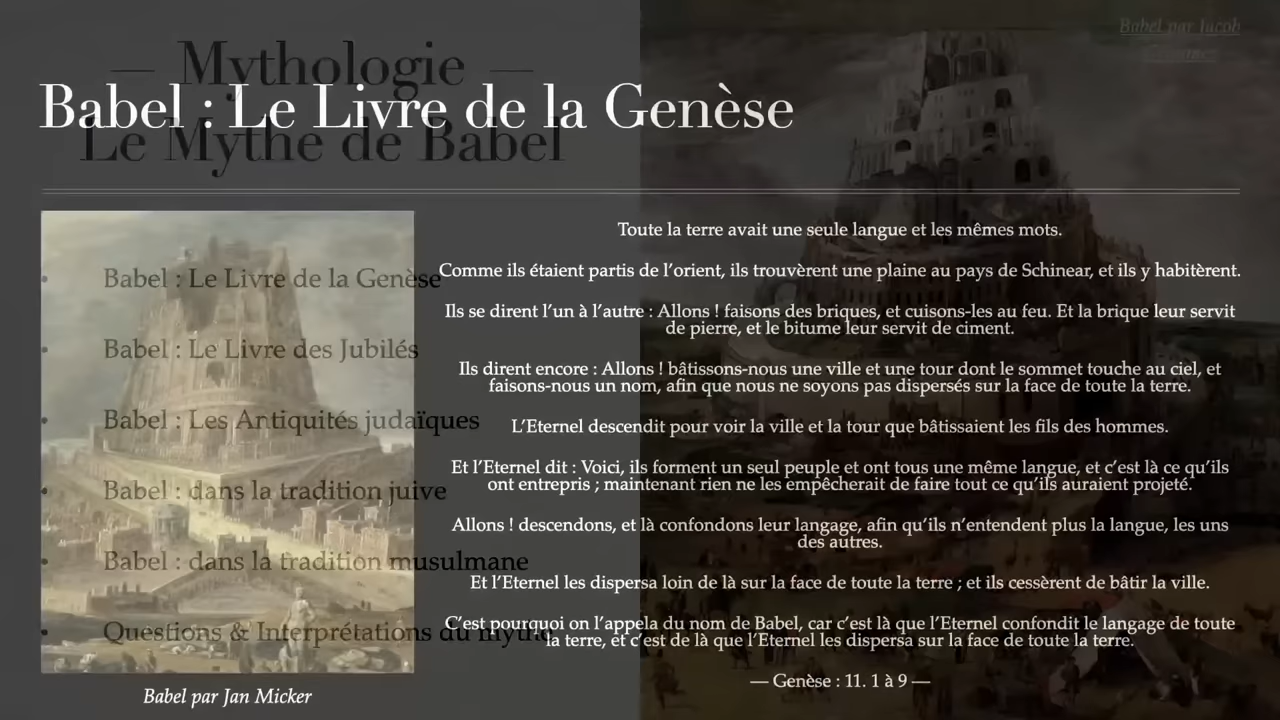 — Mythologie —
Babel : Le Livre de la Genèse
Le Mythe de Babel
Babel par Jacob
Babel : Le Livre de la Genèse
Babel : Le Livre des Jubilés
Babel : Les Antiquités judaïques
Babel : dans la tradition juive
Babel : dans la tradition musulmane
Questions & Interprétations du mythe
Babel par Jan Micker
Toute la terre avait une seule langue et les mêmes mots.
Comme ils étaient partis de l’orient, ils trouvèrent une plaine au pays de Schinear, et ils y habitèrent.
Ils se dirent l’un à l’autre : Allons ! faisons des briques, et cuisons-les au feu. Et la brique leur servit
de pierre, et le bitume leur servit de ciment.
Ils dirent encore : Allons ! bâtissons-nous une ville et une tour dont le sommet touche au ciel, et
faisons-nous un nom, afin que nous ne soyons pas dispersés sur la face de toute la terre.
L’Eternel descendit pour voir la ville et la tour que bâtissaient les fils des hommes.
Et l’Eternel dit : Voici, ils forment un seul peuple et ont tous une même langue, et c’est là ce qu’ils
ont entrepris ; maintenant rien ne les empêcherait de faire tout ce qu’ils auraient projeté.
Allons ! descendons, et là confondons leur langage, afin qu’ils n’entendent plus la langue, les uns
des autres.
Et l’Eternel les dispersa loin de là sur la face de toute la terre ; et ils cessèrent de bâtir la ville.
C’est pourquoi on l’appela du nom de Babel, car c’est là que l’Eternel confondit le langage de toute
la terre, et c’est de là que l’Eternel les dispersa sur la face de toute la terre.
— Genèse : 11. 1 à 9 —